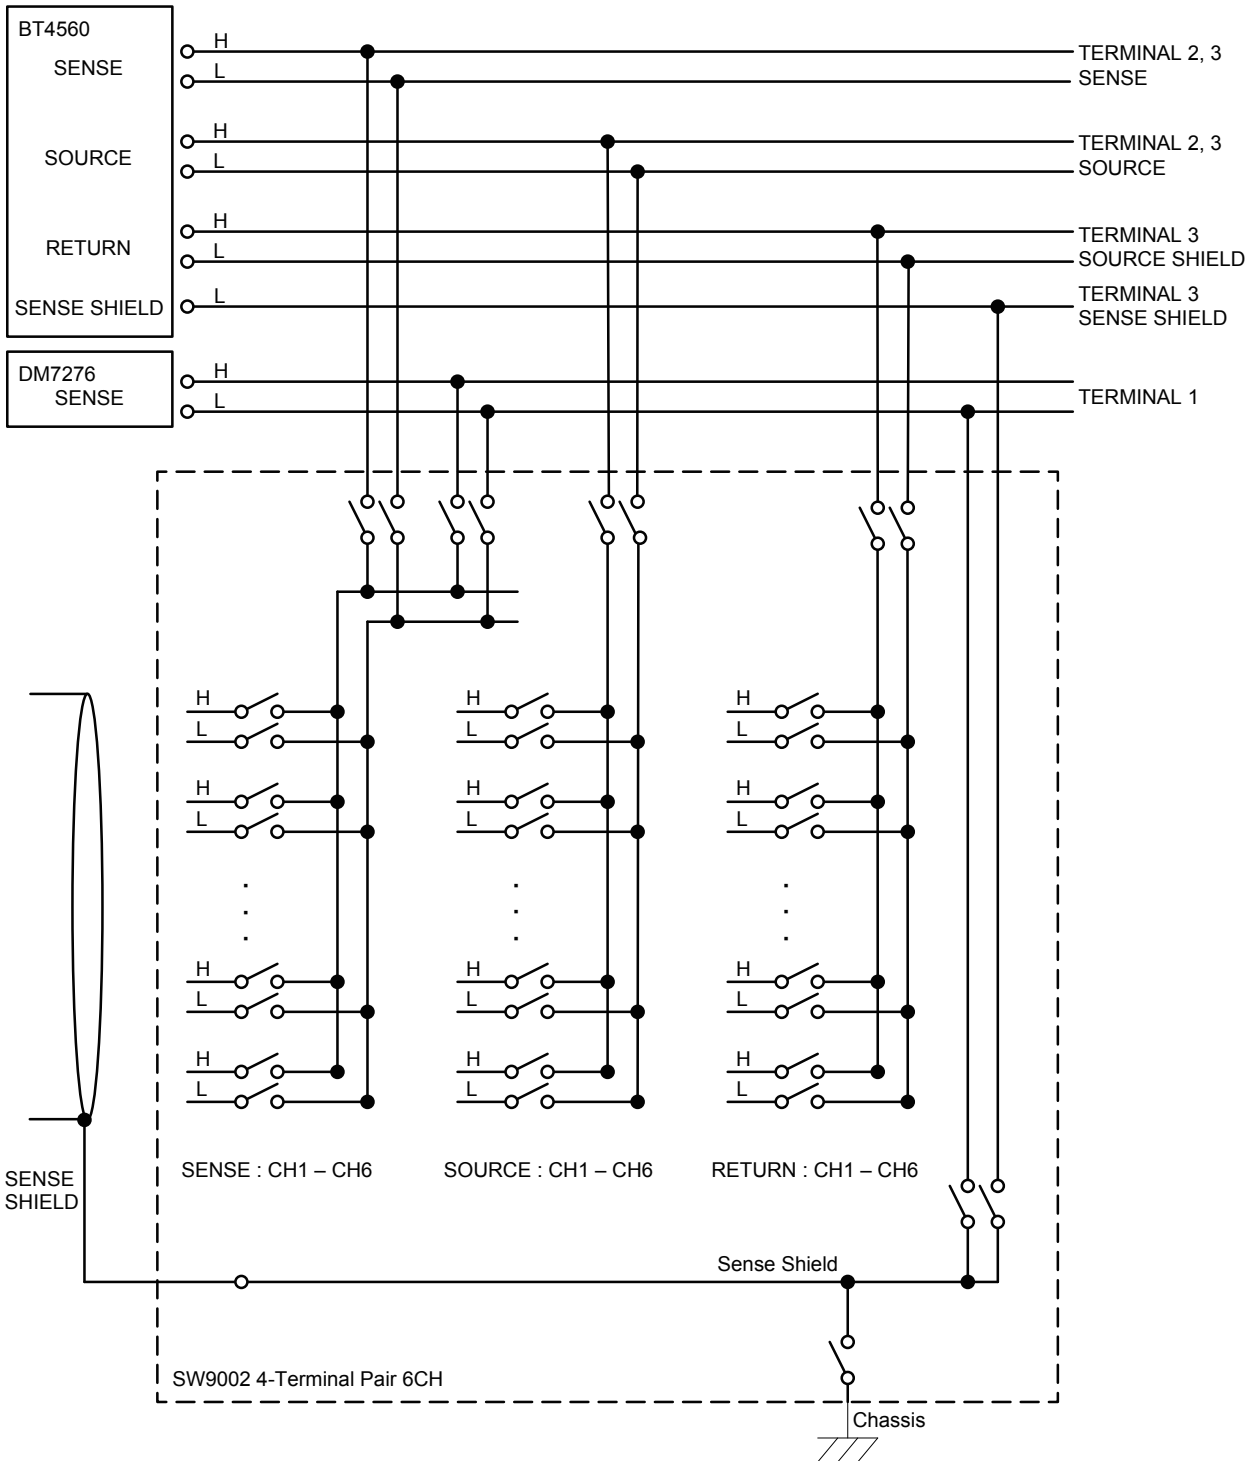 BT4560
SENSE
H
L
TERMINAL 2, 3
SENSE
SOURCE
H
L
TERMINAL 2, 3
SOURCE
RETURN
H
L
TERMINAL 3
SOURCE SHIELD
SENSE SHIELD
L
TERMINAL 3
SENSE SHIELD
DM7276
SENSE
H
L
TERMINAL 1
H
L
H
L
H
L
H
L
H
L
H
L
H
L
H
L
H
L
H
L
H
L
H
L
SENSE : CH1 – CH6
SOURCE : CH1 – CH6
RETURN : CH1 – CH6
SENSE
SHIELD
Sense Shield
SW9002 4-Terminal Pair 6CH
Chassis